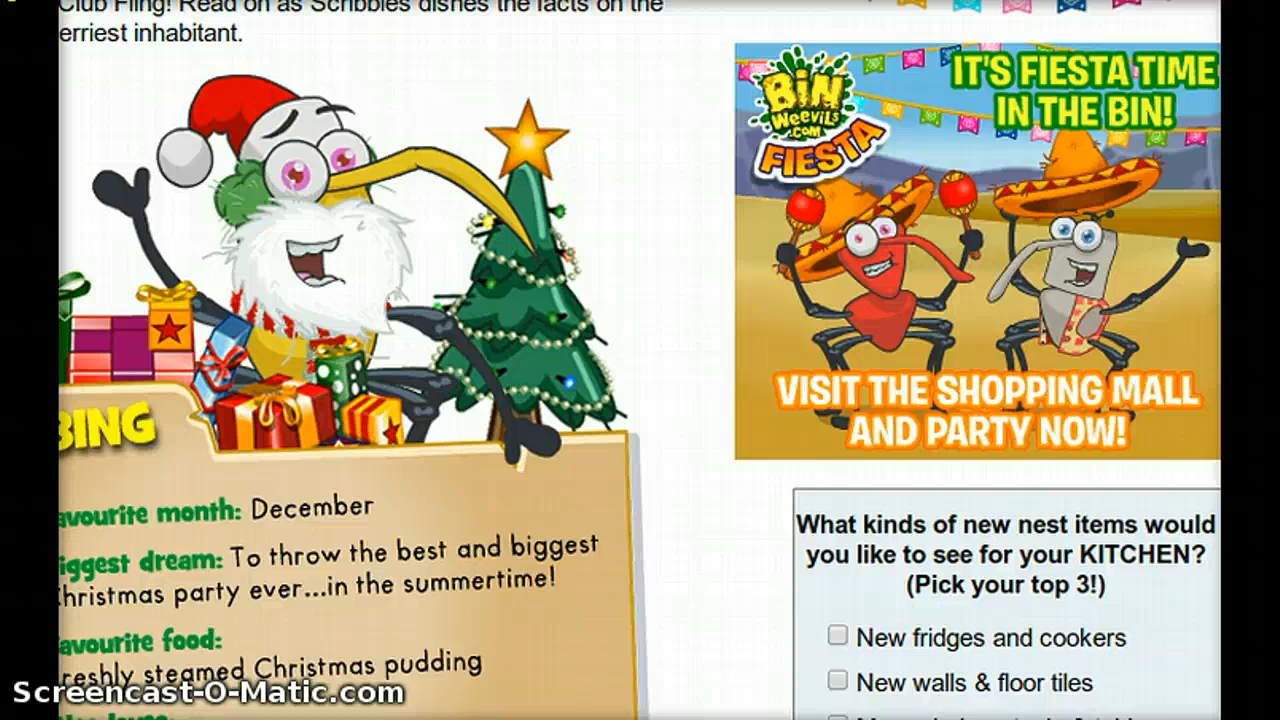 Club Fling! Read on as Scribbles dishes the facts on the
erriest inhabitant.
BING
avourite month: December
iggest dream: To throw the best and biggest
hristmas party ever...in the summertime!
avourite food:
reshly steamed Christmas pudding
Screencast-O-Matic.com
BiN
WeeviLs
.com
FIESTA
IT'S FIESTA TIME
IN THE BIN!
VISIT THE SHOPPING MALL
AND PARTY NOW!
What kinds of new nest items would
you like to see for your KITCHEN?
(Pick your top 3!)
New fridges and cookers
New walls & floor tiles